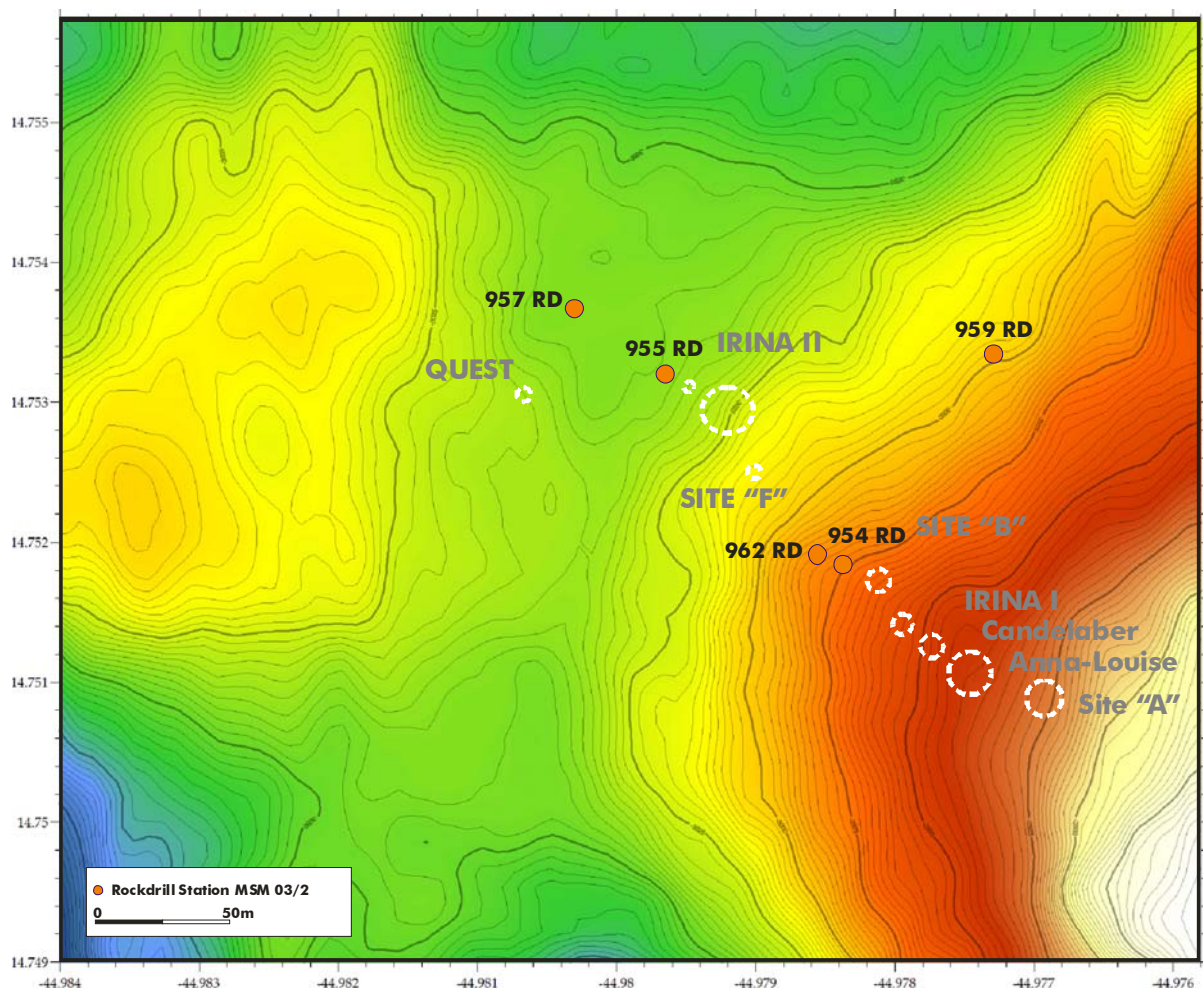 14.755
14.754
957 RD
959 RD
955 RD
IRINA II
QUEST
14.753
SITE “F”
SITE “B”
954 RD
962 RD
14.752
IRINA I
Candelaber
Anna-Louise
14.751
Site “A”
14.75
Rockdrill Station MSM 03/2
0 50m
14.749
-44.984 -44.983 -44.982 -44.981 -44.98 -44.979 -44.978 -44.977 -44.976